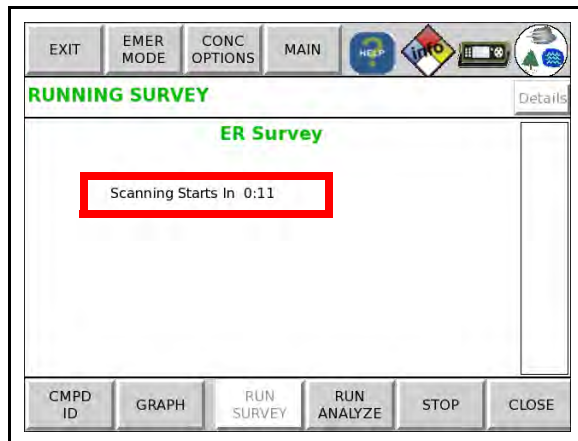 EXIT
EMER
MODE
CONC
OPTIONS
MAIN
HELP
?
info
RUNNING SURVEY
Details
ER Survey
Scanning Starts In 0:11
CMPD
ID
GRAPH
RUN
SURVEY
RUN
ANALYZE
STOP
CLOSE